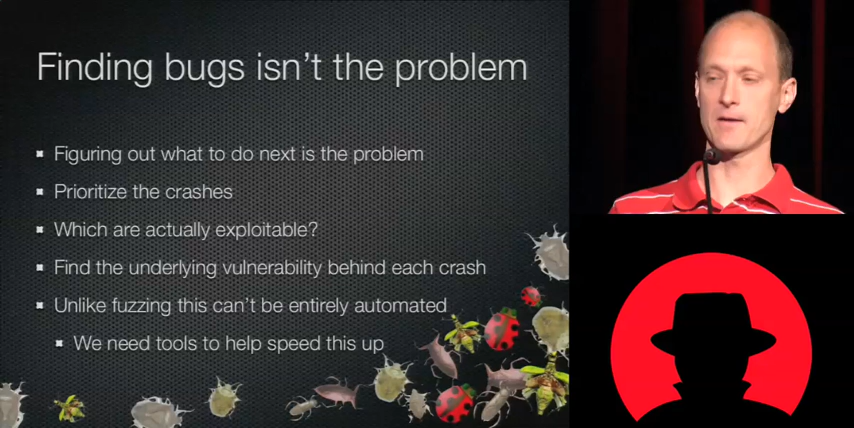 Finding bugs isn't the problem
Figuring out what to do next is the problem
Prioritize the crashes
Which are actually exploitable?
Find the underlying vulnerability behind each crash
Unlike fuzzing this can't be entirely automated
We need tools to help speed this up